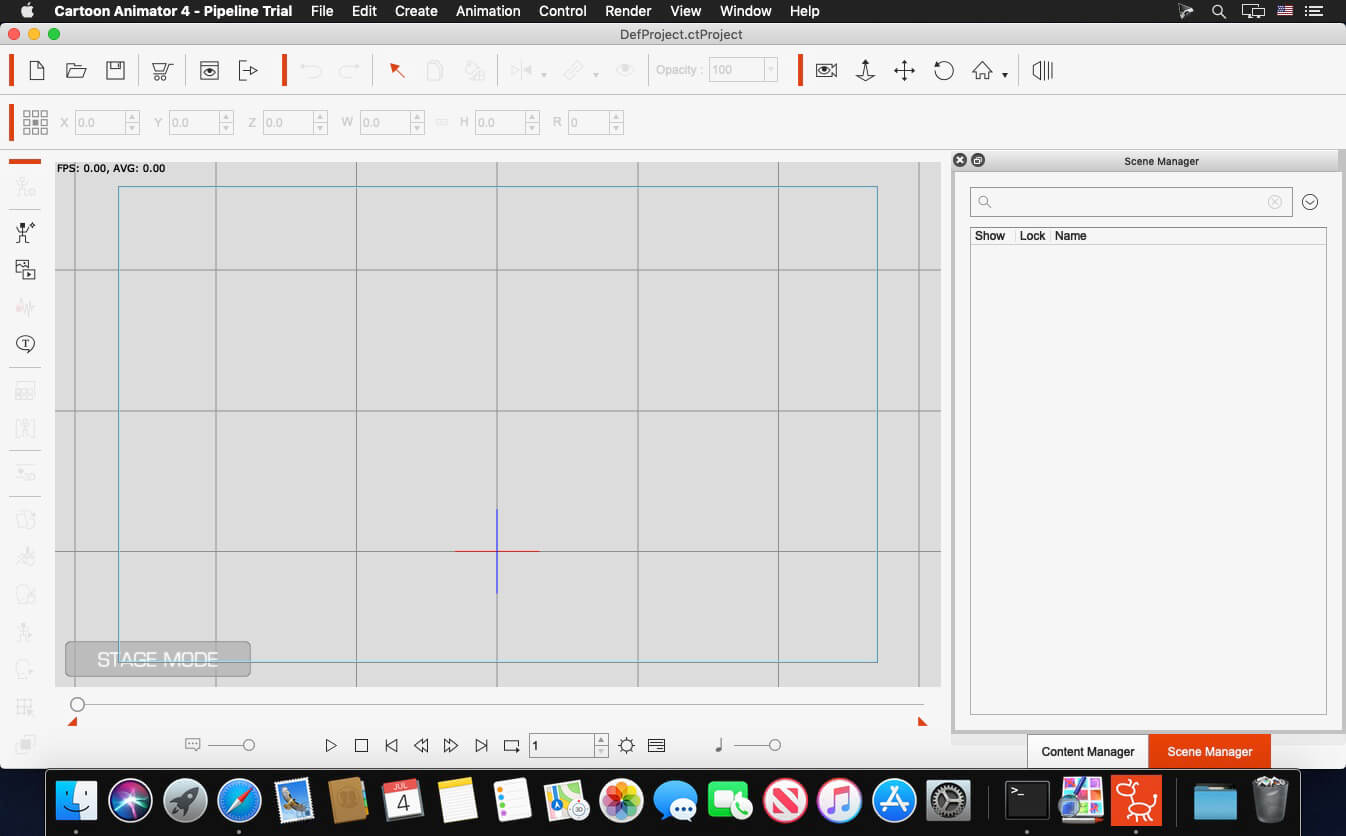 Cartoon Animator 4 - Pipeline Trial File Edit Create Animation Control Render View Window Help
DefProject.ctProject
Opacity : 100
X 0.0 Y 0.0 Z 0.0 W 0.0 H 0.0 R 0
FPS: 0.00, AVG: 0.00
Scene Manager
Show Lock Name
STAGE MODE
1
Content Manager Scene Manager
JUL
4
3D
>_